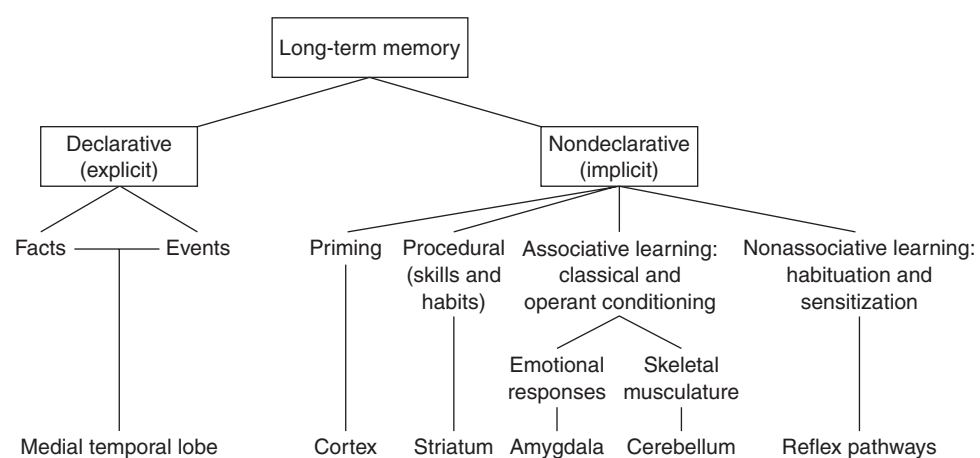 Long-term memory
Declarative
(explicit)
Nondeclarative
(implicit)
Facts
Events
Priming
Procedural
(skills and
habits)
Associative learning:
classical and
operant conditioning
Nonassociative learning:
habituation and
sensitization
Emotional
responses
Skeletal
musculature
Medial temporal lobe
Cortex
Striatum
Amygdala
Cerebellum
Reflex pathways